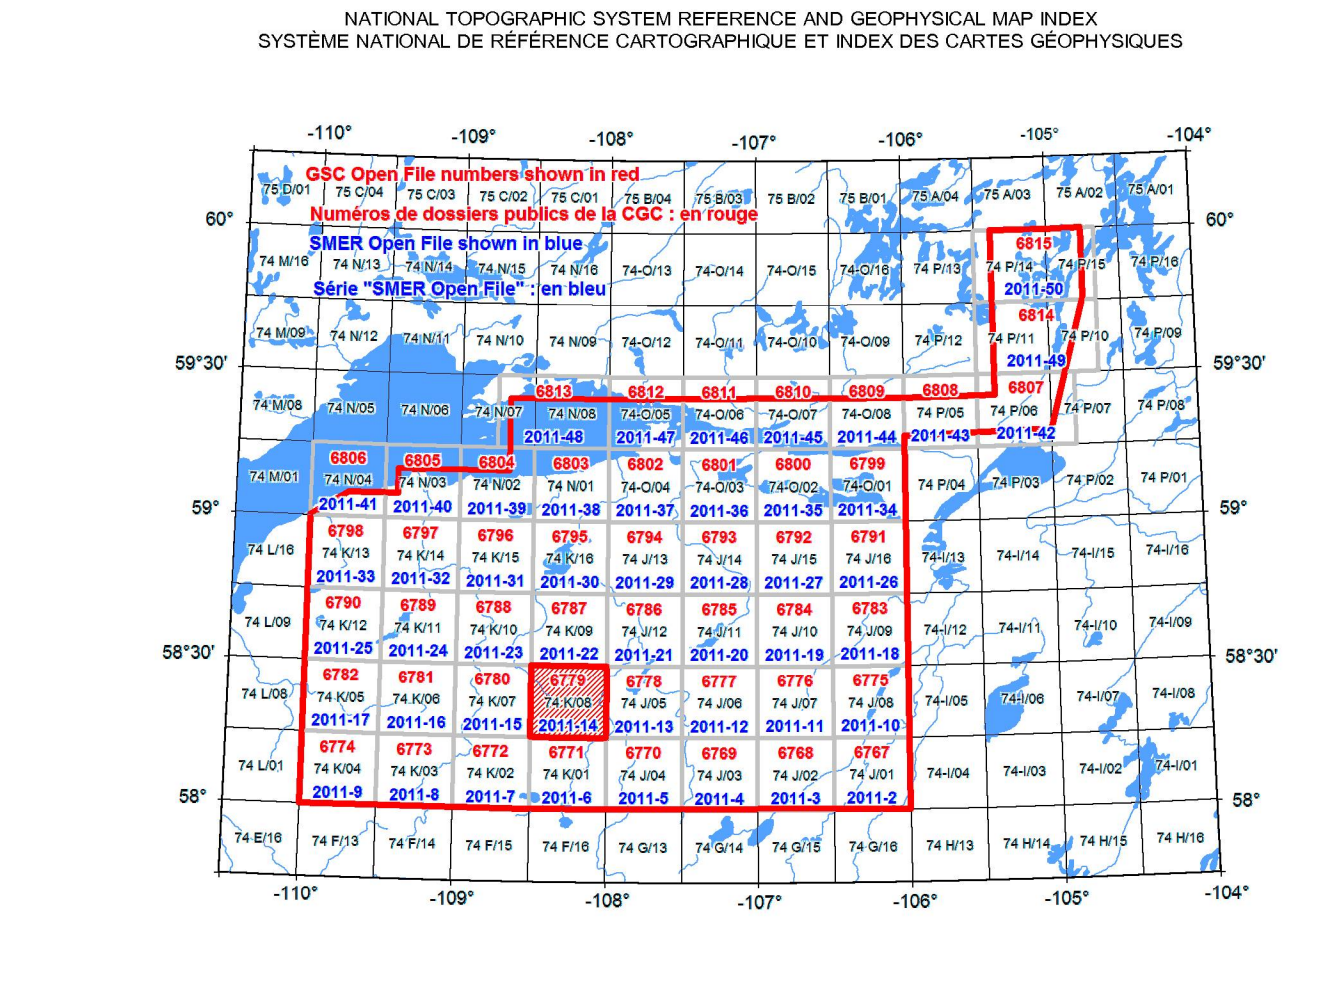 NATIONAL TOPOGRAPHIC SYSTEM REFERENCE AND GEOPHYSICAL MAP INDEX
SYSTÈME NATIONAL DE RÉFÉRENCE CARTOGRAPHIQUE ET INDEX DES CARTES GÉOPHYSIQUES
-110° -109° -108° -107° -106° -105° -104°
GSC Open File numbers shown in red
75 D/01 75 C/04 75 C/03 75 C/02 75 C/01 75 B/04 75 B/03 75 B/02 75 B/01 75 A/04 75 A/03 75 A/02 75 A/01
Numéros de dossiers publics de la CGC : en rouge
60° 60°
SMER Open File shown in blue
6815
74 M/16 74 N/13 74 N/14 74 N/15 74 N/16 74-O/13 74-O/14 74-O/15 74-O/16 74 P/13 74 P/14 74 P/15 74 P/16
Série "SMER Open File" : en bleu
2011-50
6814
74 M/09 74 N/12 74 N/11 74 N/10 74 N/09 74-O/12 74-O/11 74-O/10 74-O/09 74 P/12 74 P/11 74 P/10 74 P/09
59°30' 2011-49 59°30'
6813 6812 6811 6810 6809 6808 6807
74 M/08 74 N/05 74 N/06 74 N/07 74 N/08 74-O/05 74-O/06 74-O/07 74-O/08 74 P/05 74 P/06 74 P/07 74 P/08
2011-48 2011-47 2011-46 2011-45 2011-44 2011-43 2011-42
6806 6805 6804 6803 6802 6801 6800 6799
74 M/01 74 N/04 74 N/03 74 N/02 74 N/01 74-O/04 74-O/03 74-O/02 74-O/01 74 P/04 74 P/03 74 P/02 74 P/01
59° 2011-41 2011-40 2011-39 2011-38 2011-37 2011-36 2011-35 2011-34 59°
6798 6797 6796 6795 6794 6793 6792 6791
74 L/16 74 K/13 74 K/14 74 K/15 74 K/16 74 J/13 74 J/14 74 J/15 74 J/16 74-I/13 74-I/14 74-I/15 74-I/16
2011-33 2011-32 2011-31 2011-30 2011-29 2011-28 2011-27 2011-26
6790 6789 6788 6787 6786 6785 6784 6783
74 L/09 74 K/12 74 K/11 74 K/10 74 K/09 74 J/12 74 J/11 74 J/10 74 J/09 74-I/12 74-I/11 74-I/10 74-I/09
58°30' 2011-25 2011-24 2011-23 2011-22 2011-21 2011-20 2011-19 2011-18 58°30'
6782 6781 6780 6779 6778 6777 6776 6775
74 L/08 74 K/05 74 K/06 74 K/07 74 K/08 74 J/05 74 J/06 74 J/07 74 J/08 74-I/05 74-I/06 74-I/07 74-I/08
2011-17 2011-16 2011-15 2011-14 2011-13 2011-12 2011-11 2011-10
6774 6773 6772 6771 6770 6769 6768 6767
74 L/01 74 K/04 74 K/03 74 K/02 74 K/01 74 J/04 74 J/03 74 J/02 74 J/01 74-I/04 74-I/03 74-I/02 74-I/01
58° 2011-9 2011-8 2011-7 2011-6 2011-5 2011-4 2011-3 2011-2 58°
74 E/16 74 F/13 74 F/14 74 F/15 74 F/16 74 G/13 74 G/14 74 G/15 74 G/16 74 H/13 74 H/14 74 H/15 74 H/16
-110° -109° -108° -107° -106° -105° -104°